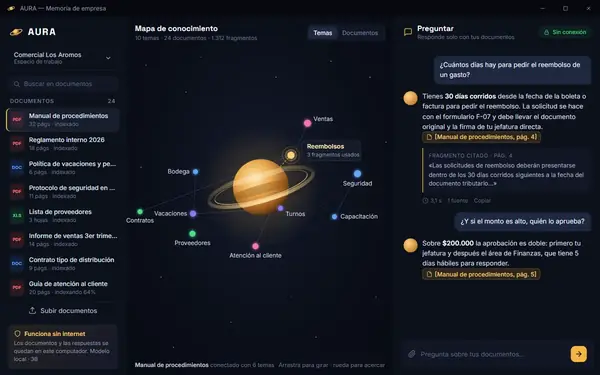 AURA — Memoria de empresa
AURA
Comercial Los Aromos
Espacio de trabajo
Buscar en documentos
DOCUMENTOS 24
PDF Manual de procedimientos
32 págs · indexado
PDF Reglamento interno 2026
18 págs · indexado
DOC Política de vacaciones y pe...
6 págs · indexado
PDF Protocolo de seguridad en ...
11 págs · indexado
XLS Lista de proveedores
3 hojas · indexado
PDF Informe de ventas 3er trime...
14 págs · indexado
DOC Contrato tipo de distribución
9 págs · indexado
PDF Guía de atención al cliente
20 págs · indexando 64%
Subir documentos
Funciona sin internet
Los documentos y las respuestas se
quedan en este computador. Modelo
local · 3B
Mapa de conocimiento
10 temas · 24 documentos · 1.312 fragmentos
Temas Documentos
Ventas
Reembolsos
3 fragmentos usados
Bodega
Seguridad
Contratos
Vacaciones
Turnos
Capacitación
Proveedores
Atención al cliente
Manual de procedimientos conectado con 6 temas · Arrastra para girar · rueda para acercar
Preguntar
Responde solo con tus documentos
Sin conexión
¿Cuántos días hay para pedir el reembolso de
un gasto?
Tienes 30 días corridos desde la fecha de la boleta o
factura para pedir el reembolso. La solicitud se hace
con el formulario F-07 y debe llevar el documento
original y la firma de tu jefatura directa.
[Manual de procedimientos, pág. 4]
FRAGMENTO CITADO · PÁG. 4
«Las solicitudes de reembolso deberán presentarse
dentro de los 30 días corridos siguientes a la fecha del
documento tributario...»
3,1 s · 1 fuente · Copiar
¿Y si el monto es alto, quién lo aprueba?
Sobre $200.000 la aprobación es doble: primero tu
jefatura y después el área de Finanzas, que tiene 5
días hábiles para responder.
[Manual de procedimientos, pág. 5]
Pregunta sobre tus documentos...